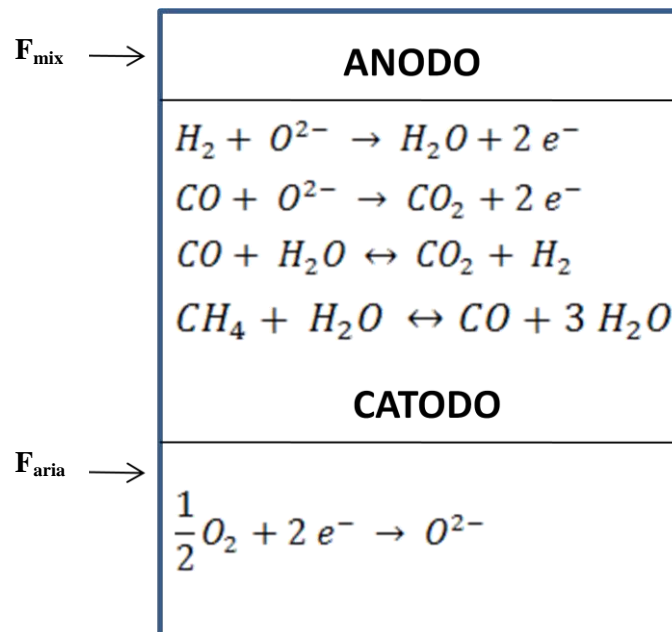 F_mix
ANODO
H₂ + O²⁻ → H₂O + 2 e⁻
CO + O²⁻ → CO₂ + 2 e⁻
CO + H₂O ↔ CO₂ + H₂
CH₄ + H₂O ↔ CO + 3 H₂O
CATODO
F_aria
1/2 O₂ + 2 e⁻ → O²⁻